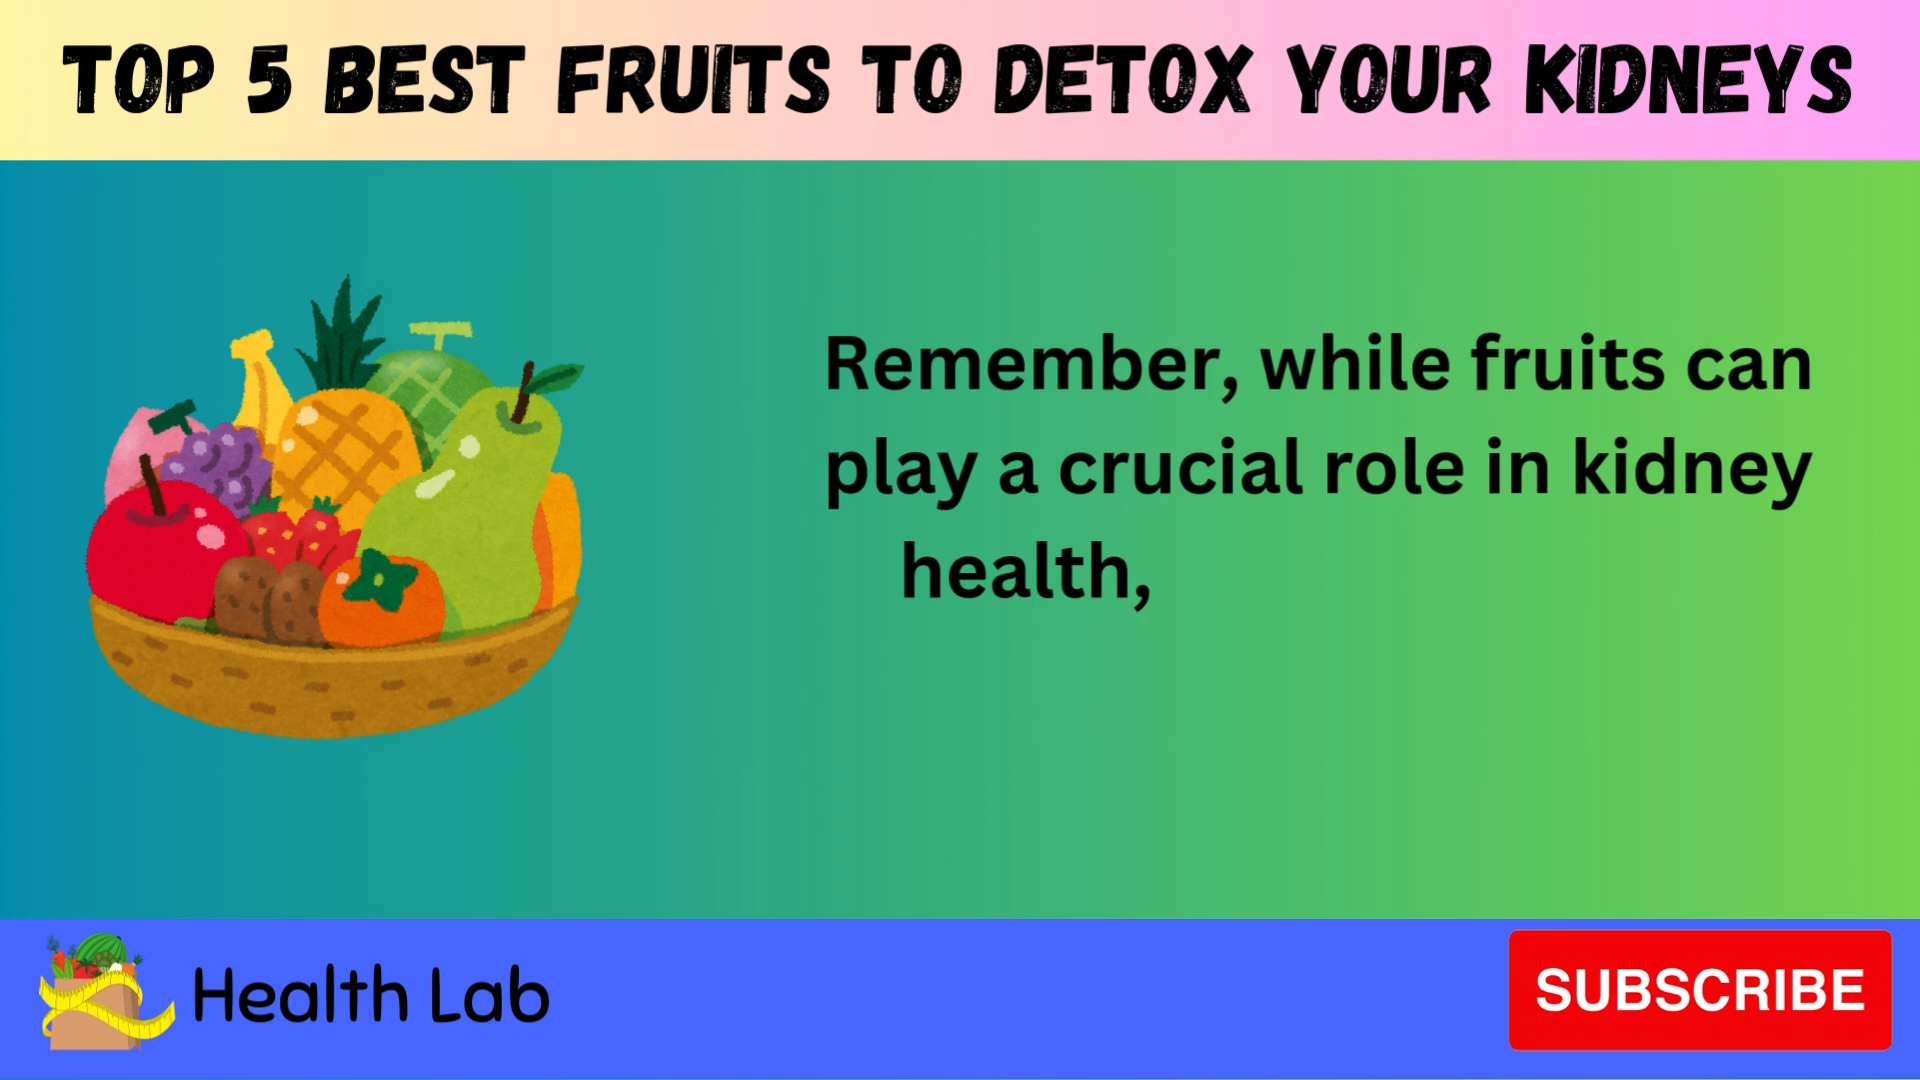 TOP 5 BEST FRUITS TO DETOX YOUR KIDNEYS
Remember, while fruits can
play a crucial role in kidney
health,
Health Lab
SUBSCRIBE